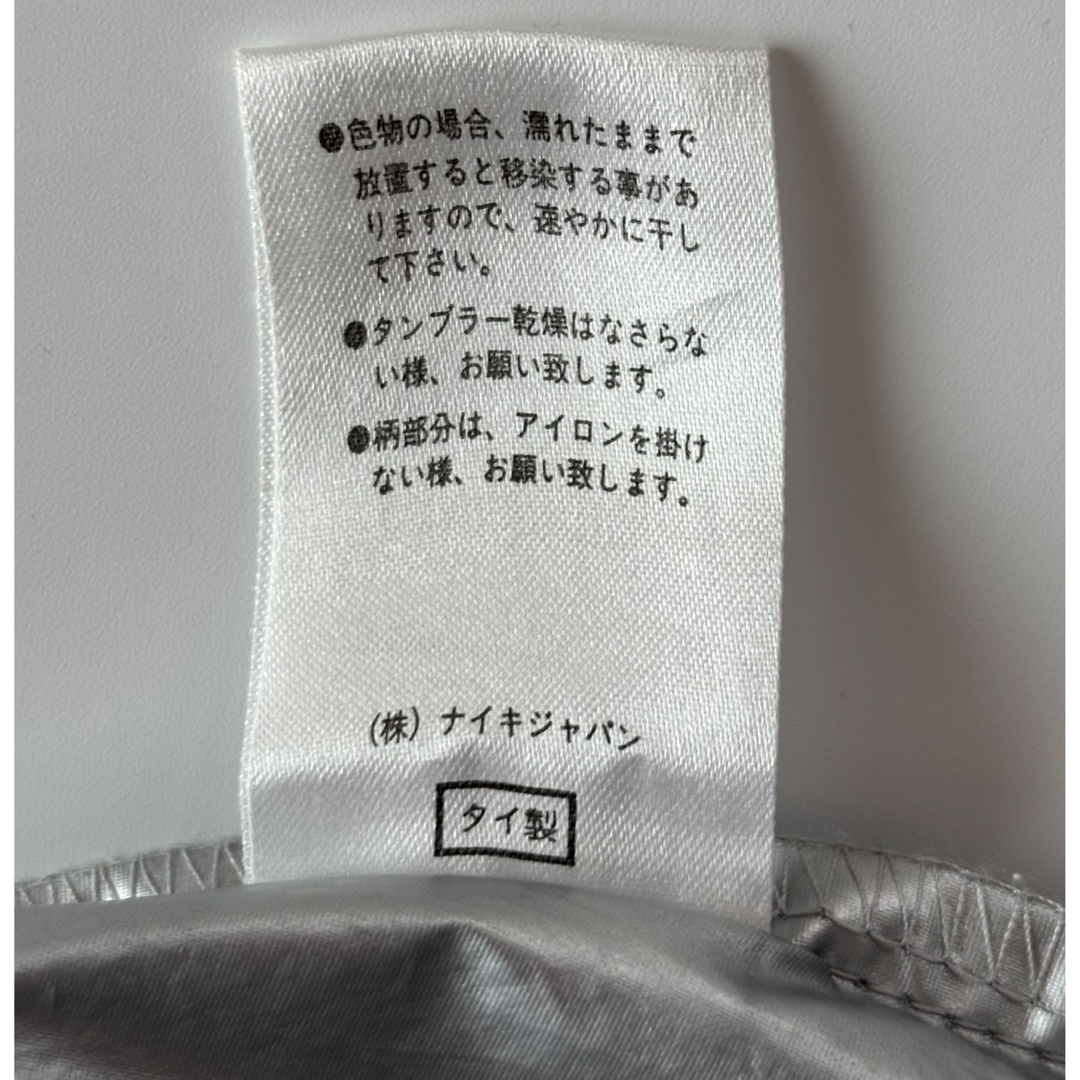 ●色物の場合、濡れたままで
放置すると移染する事があ
りますので、速やかに干し
て下さい。
●タンブラー乾燥はなさらな
い様、お願い致します。
●柄部分は、アイロンを掛け
ない様、お願い致します。
(株) ナイキジャパン
タイ製